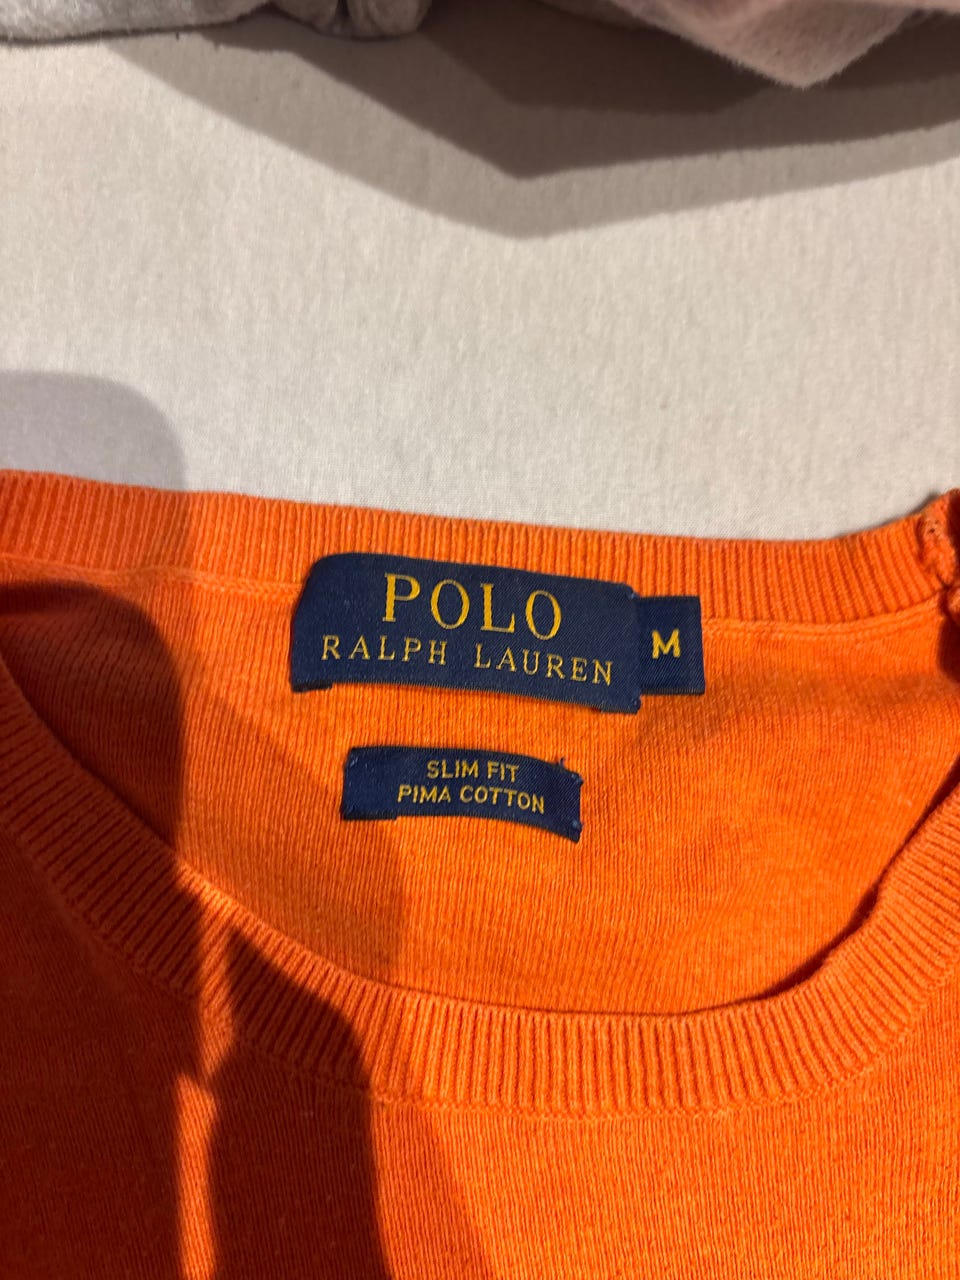 POLO
RALPH LAUREN
M
SLIM FIT
PIMA COTTON